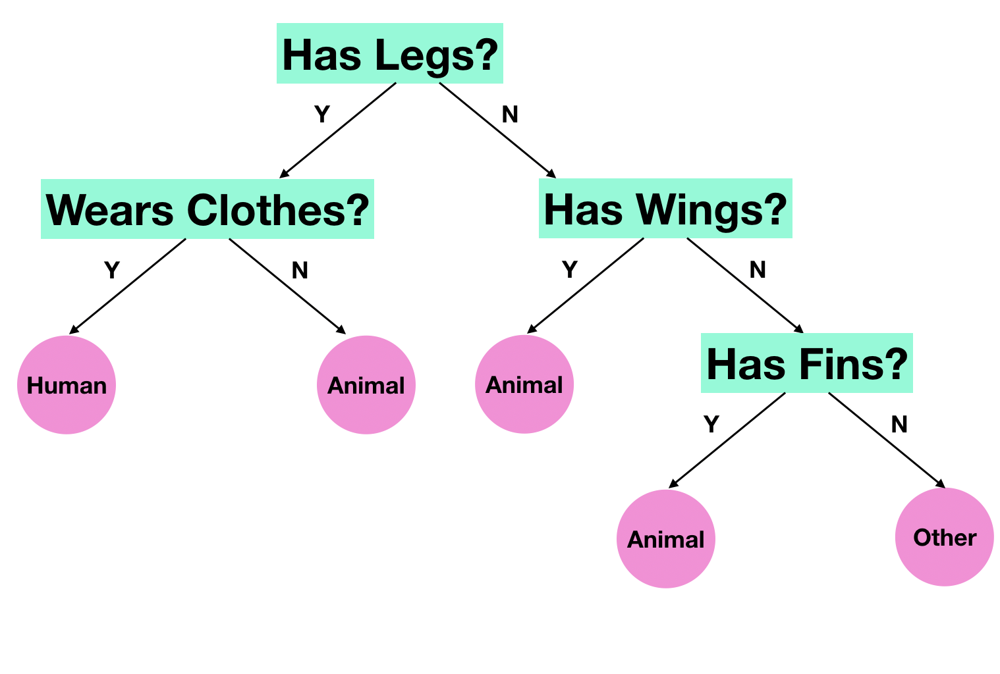 Has Legs?
Y
N
Wears Clothes?
Has Wings?
Y
N
Y
N
Human
Animal
Animal
Has Fins?
Y
N
Animal
Other